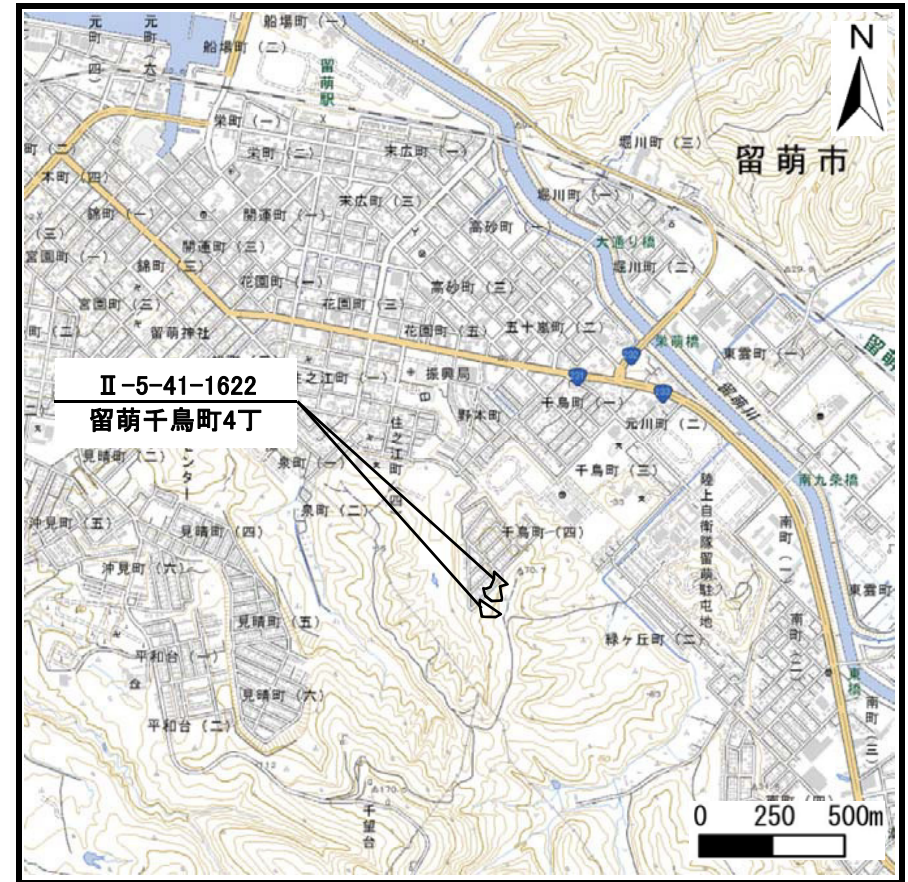 船場町（一）
船場町（二）
元町（四）
元町（六）
留萌駅
N
栄町（一）
栄町（二）
末広町（一）
堀川町（三）
留萌市
本町（四）
錦町（一）
開運町（一）
末広町（三）
堀川町（一）
高砂町（一）
大通り橋
宮園町（一）
錦町（三）
開運町（三）
花園町（一）
高砂町（三）
堀川町（二）
宮園町（三）
花園町（三）
留萌神社
花園町（五）
五十嵐町（二）
栄萌橋
東雲町（一）
振興局
231
千鳥町（一）
留萌川
野本町
元川町（二）
Ⅱ-5-41-1622
留萌千鳥町4丁
見晴町（二）
泉町（一）
千鳥町（三）
南九条橋
陸上自衛隊留萌駐屯地
沖見町（五）
見晴町（四）
泉町（二）
千鳥町（四）
南町（一）
沖見町（六）
見晴町（五）
緑ヶ丘町（二）
東雲町
平和台（一）
見晴町（六）
東橋
平和台（二）
南町（三）
千望台
0 250 500m